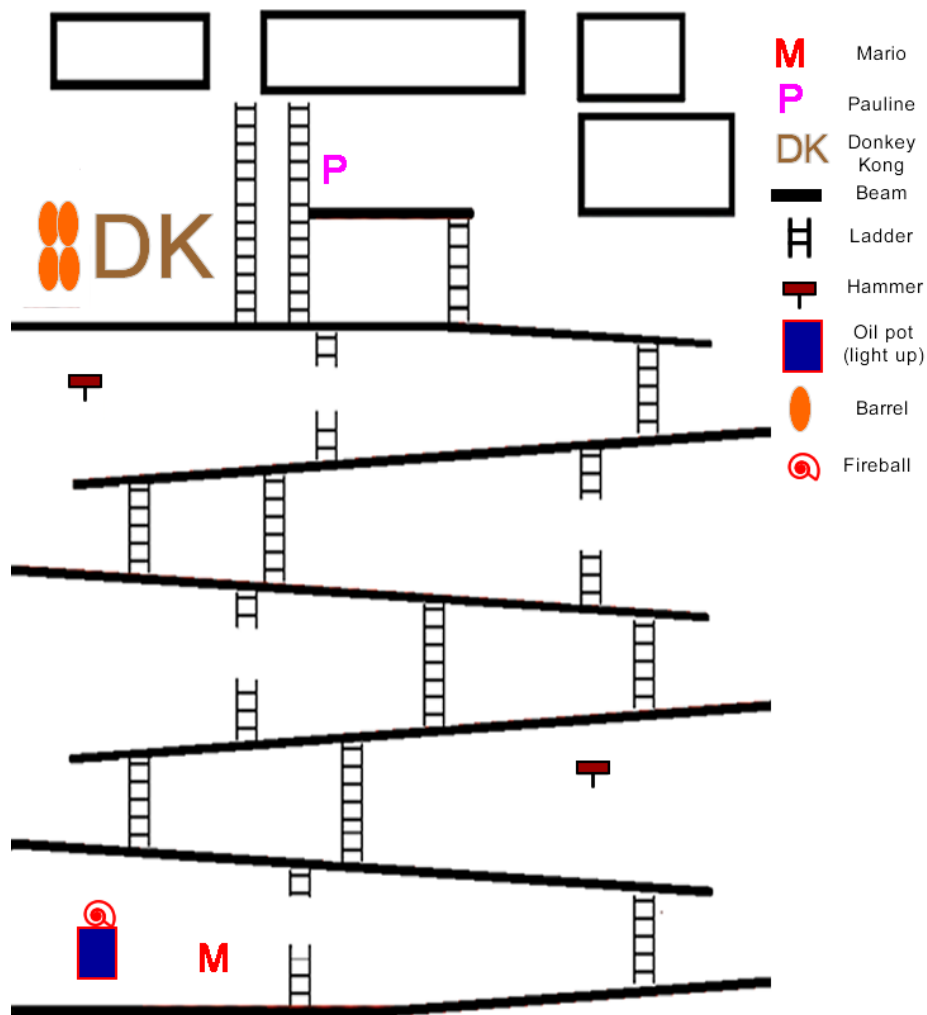 M Mario
P Pauline
DK Donkey
Kong
Beam
Ladder
Hammer
Oil pot
(light up)
Barrel
Fireball
P
DK
M